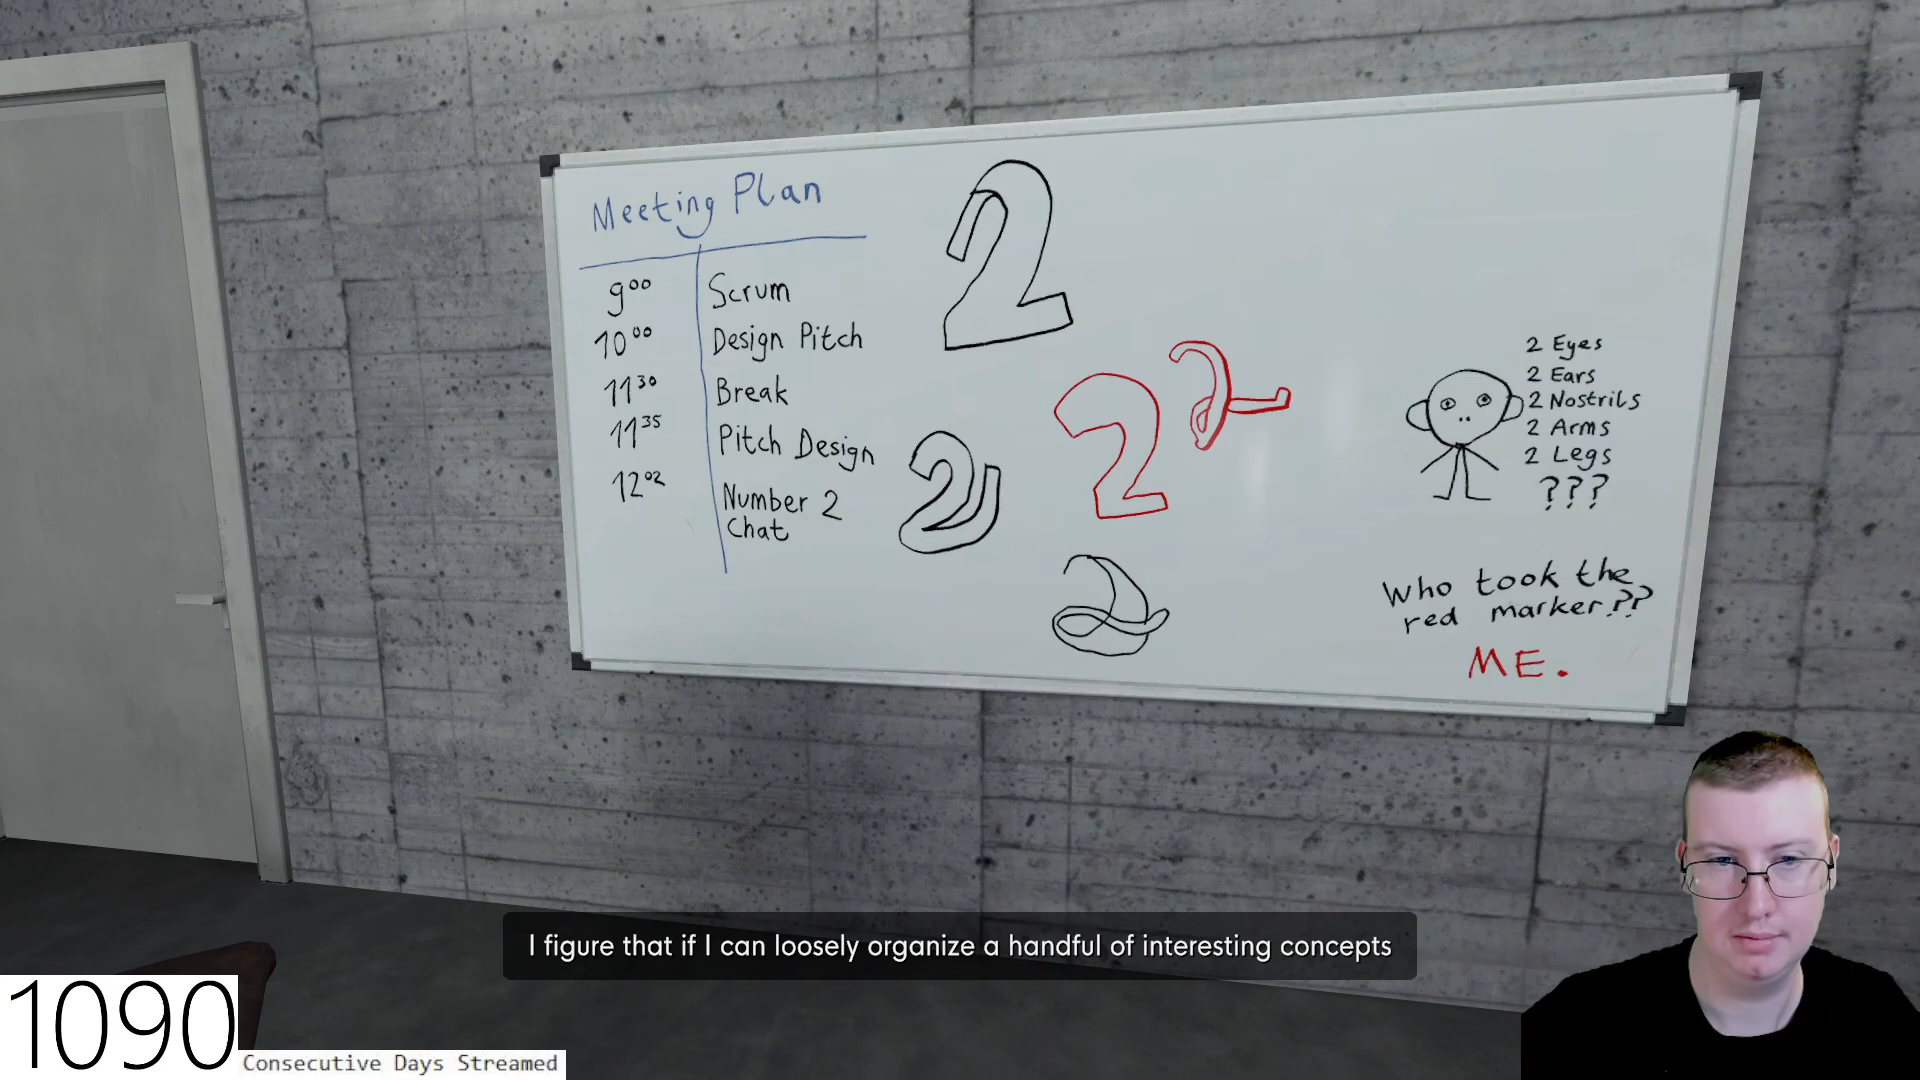 Meeting Plan
9⁰⁰ Scrum
10⁰⁰ Design Pitch
11³⁰ Break
11³⁵ Pitch Design
12⁰² Number 2
Chat
2
2
2
2
2
2
2 Eyes
2 Ears
2 Nostrils
2 Arms
2 Legs
???
Who took the
red marker??
ME.
I figure that if I can loosely organize a handful of interesting concepts
1090
Consecutive Days Streamed